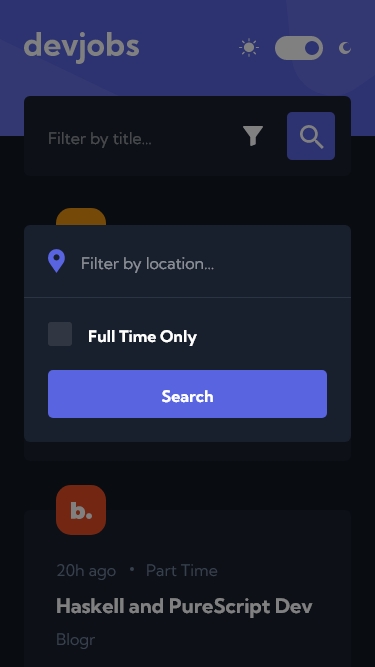 devjobs
Filter by title...
Filter by location...
Full Time Only
Search
b.
20h ago • Part Time
Haskell and PureScript Dev
Blogr